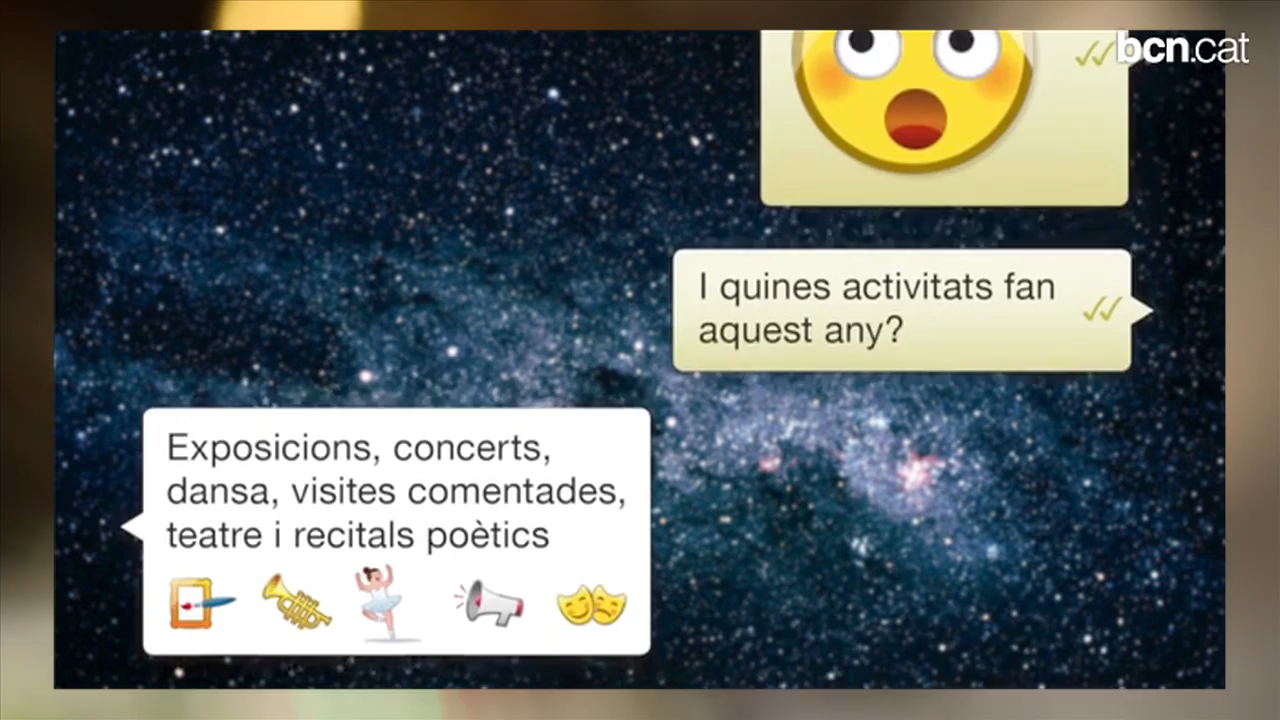 bcn.cat
I quines activitats fan
aquest any?
Exposicions, concerts,
dansa, visites comentades,
teatre i recitals poètics